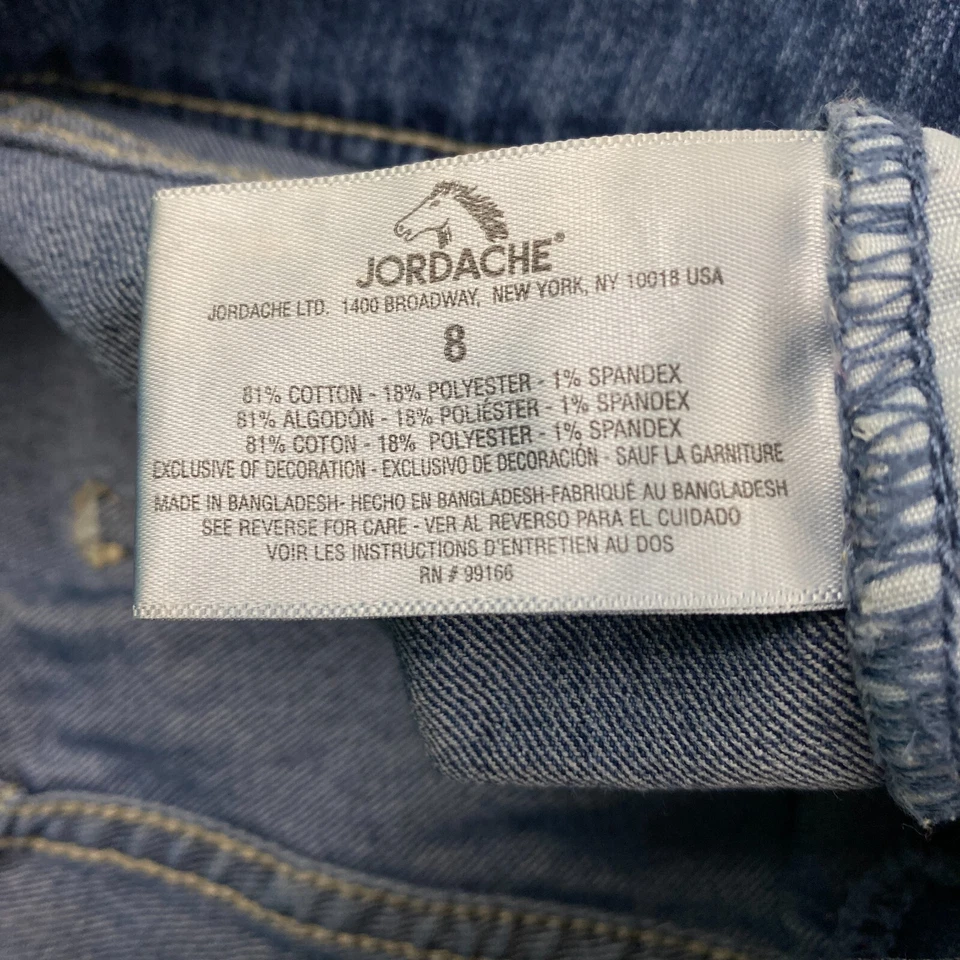 JORDACHE®
JORDACHE LTD. 1400 BROADWAY, NEW YORK, NY 10018 USA
8
81% COTTON - 18% POLYESTER - 1% SPANDEX
81% ALGODÓN - 18% POLIÉSTER - 1% SPANDEX
81% COTON - 18% POLYESTER - 1% SPANDEX
EXCLUSIVE OF DECORATION - EXCLUSIVO DE DECORACIÓN - SAUF LA GARNITURE
MADE IN BANGLADESH- HECHO EN BANGLADESH-FABRIQUÉ AU BANGLADESH
SEE REVERSE FOR CARE - VER AL REVERSO PARA EL CUIDADO
VOIR LES INSTRUCTIONS D'ENTRETIEN AU DOS
RN # 99166